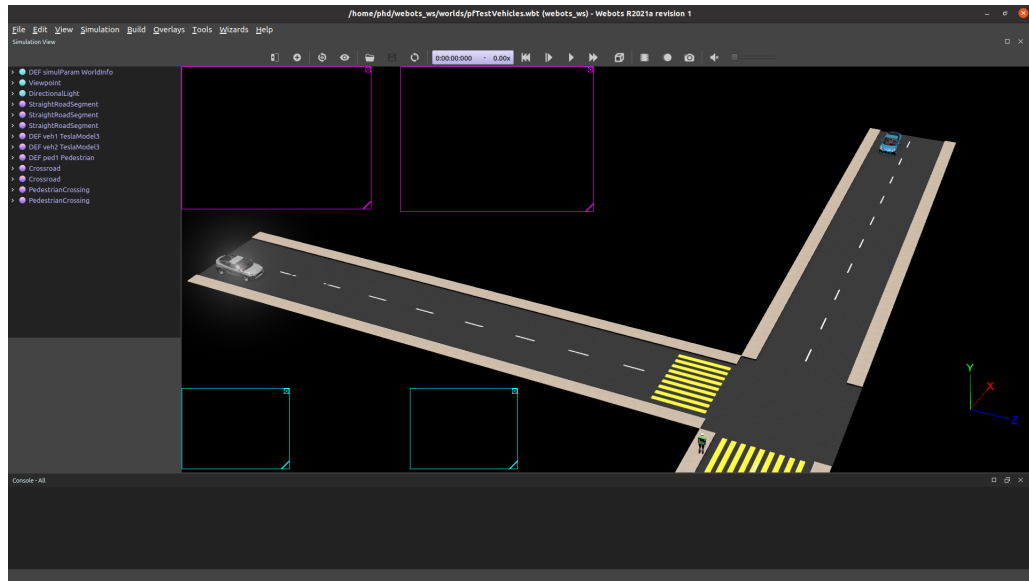 /home/phd/webots_ws/worlds/pfTestVehicles.wbt (webots_ws) - Webots R2021a revision 1
File Edit View Simulation Build Overlays Tools Wizards Help
Simulation View
0:00:00:000 - 0.00x
DEF simulParam WorldInfo
Viewpoint
DirectionalLight
StraightRoadSegment
StraightRoadSegment
StraightRoadSegment
DEF veh1 TeslaModel3
DEF veh2 TeslaModel3
DEF ped1 Pedestrian
Crossroad
Crossroad
PedestrianCrossing
PedestrianCrossing
Y
X
Z
Console - All